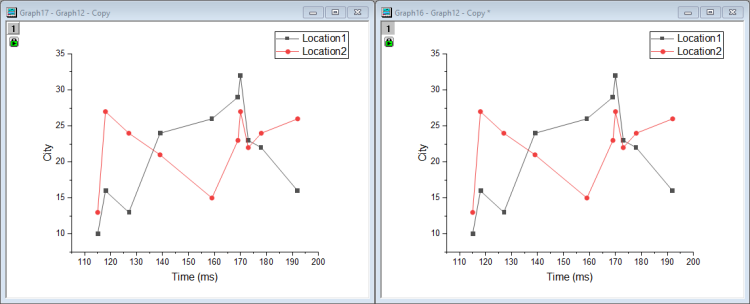 Graph17 - Graph12 - Copy
1
Location1
Location2
35
30
25
20
15
10
City
110 120 130 140 150 160 170 180 190 200
Time (ms)
Graph16 - Graph12 - Copy *
1
Location1
Location2
35
30
25
20
15
10
City
110 120 130 140 150 160 170 180 190 200
Time (ms)